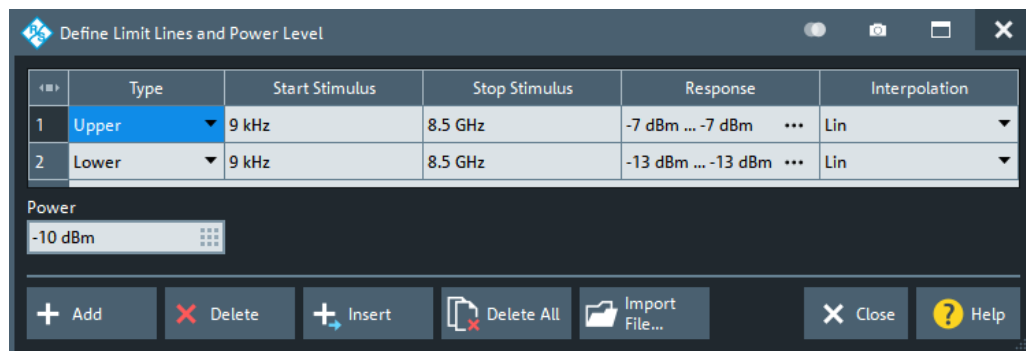 Define Limit Lines and Power Level
Type Start Stimulus Stop Stimulus Response Interpolation
1 Upper 9 kHz 8.5 GHz -7 dBm ... -7 dBm ••• Lin
2 Lower 9 kHz 8.5 GHz -13 dBm ... -13 dBm ••• Lin
Power
-10 dBm
Add Delete Insert Delete All Import File... Close Help